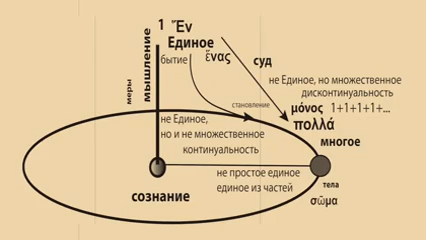 1 Ἕν
Единое
ἕνας
бытие
мышление
меры
суд
не Единое, но множественное
дисконтинуальность
становление
μόνος 1+1+1+1+...
πολλά
многое
не Единое,
но и не множественное
континуальность
не простое единое
единое из частей
сознание
тела
σῶμα